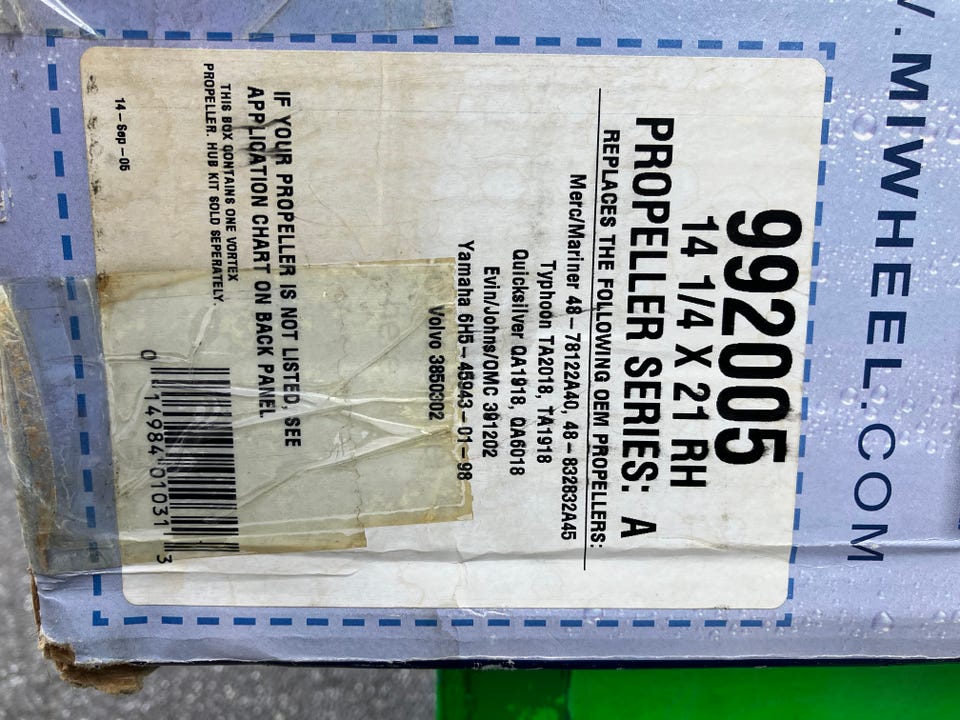 .MIWHEEL.COM
992005
14 1/4 X 21 RH
PROPELLER SERIES: A
REPLACES THE FOLLOWING OEM PROPELLERS:
Merc/Mariner 48-78122A40, 48-832832A45
Typhoon TA2018, TA1918
Quicksilver QA1918, QA6018
Evin/Johns/OMC 391202
Yamaha 6H5-45943-01-98
Volvo 3850302
IF YOUR PROPELLER IS NOT LISTED, SEE
APPLICATION CHART ON BACK PANEL
THIS BOX CONTAINS ONE VORTEX
PROPELLER. HUB KIT SOLD SEPERATELY.
0 14984 01031 3
14-Sep-05